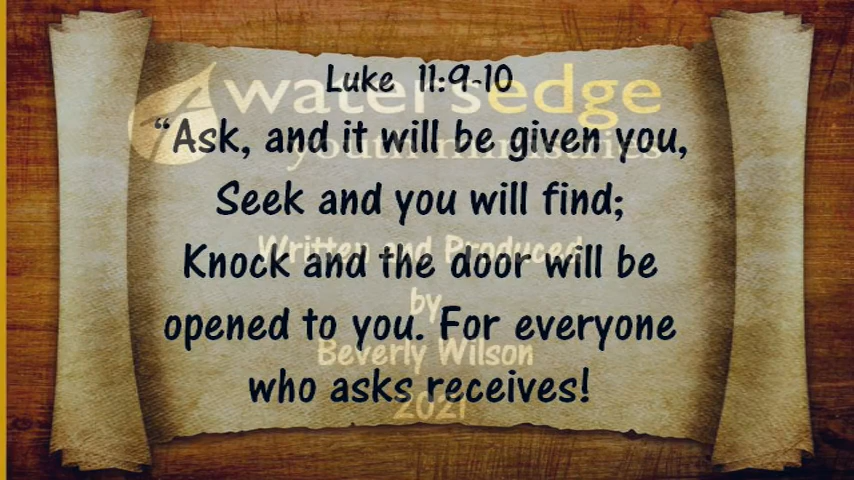 Luke 11:9-10
watersedge
“Ask, and it will be given you,
youth ministries
Seek and you will find;
Written and Produced
Knock and the door will be
by
opened to you. For everyone
Beverly Wilson
who asks receives!
2021